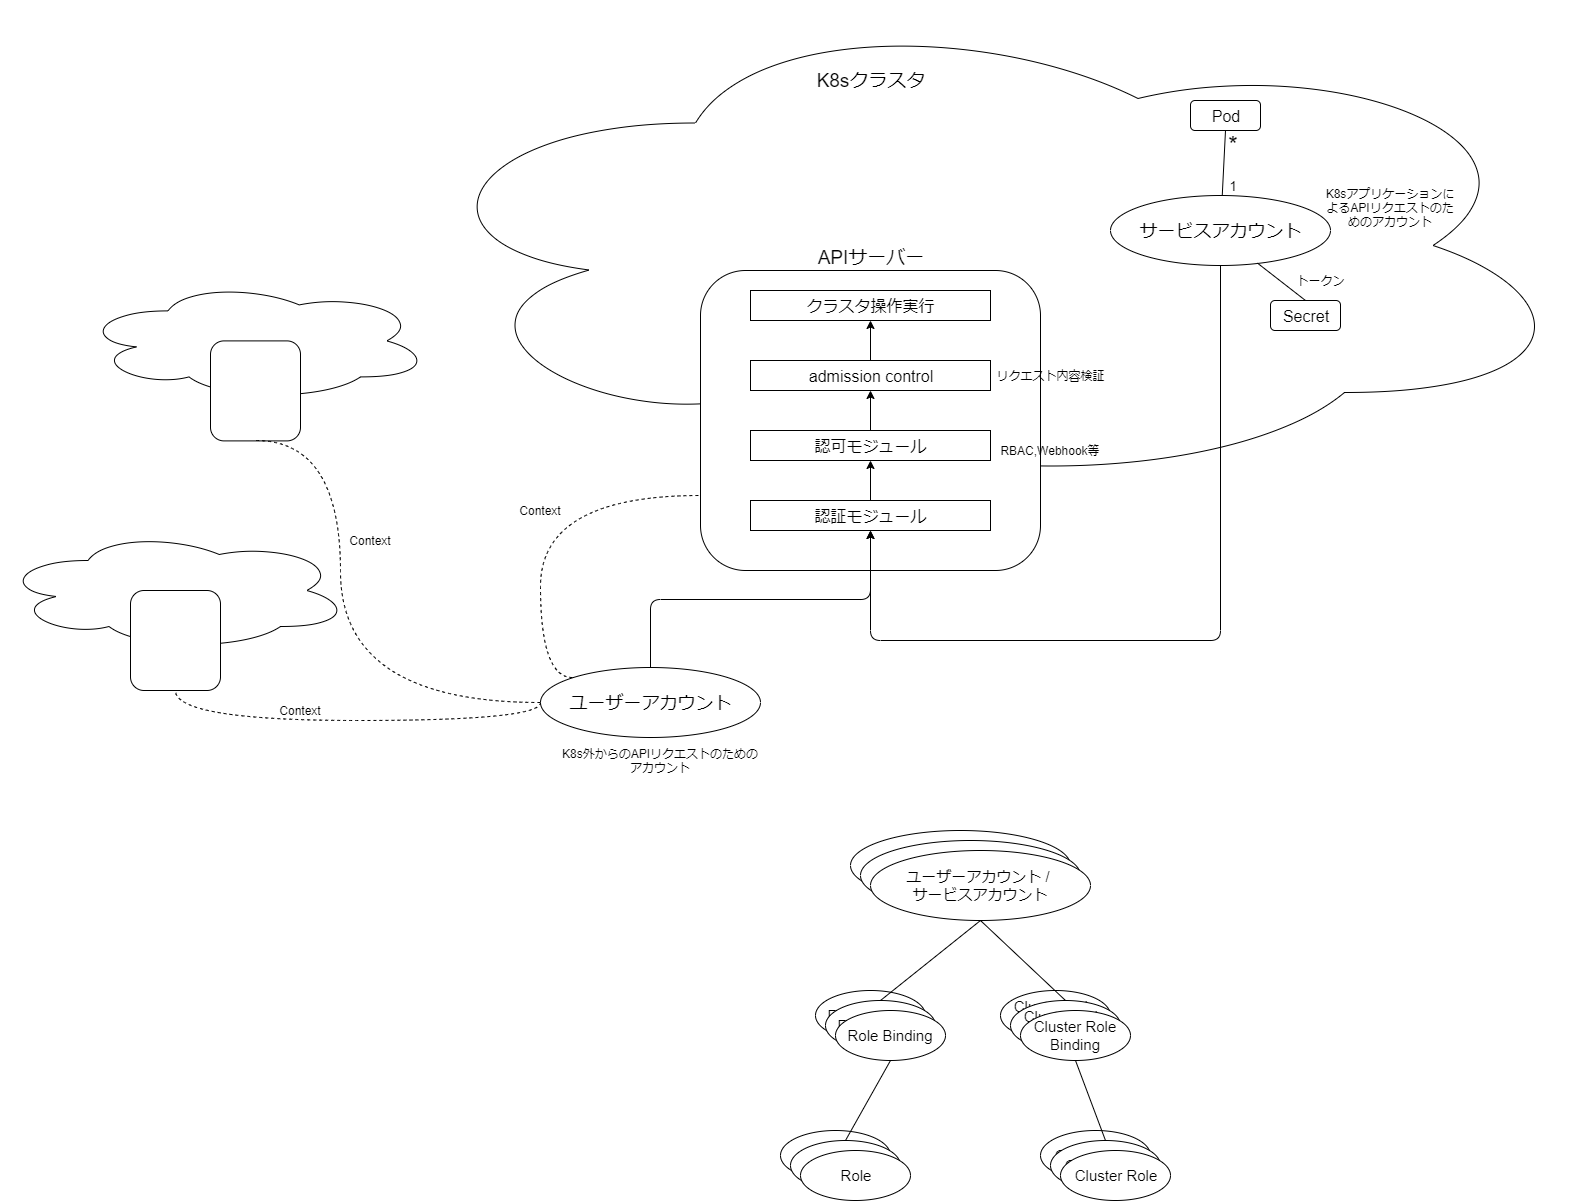 K8sクラスタ
Pod
*
1
サービスアカウント
K8sアプリケーションに
よるAPIリクエストのた
めのアカウント
トークン
Secret
APIサーバー
クラスタ操作実行
admission control
リクエスト内容検証
認可モジュール
RBAC,Webhook等
認証モジュール
Context
Context
Context
ユーザーアカウント
K8s外からのAPIリクエストのための
アカウント
ユーザーアカウント /
サービスアカウント
Role Binding
Cluster Role
Binding
Role
Cluster Role